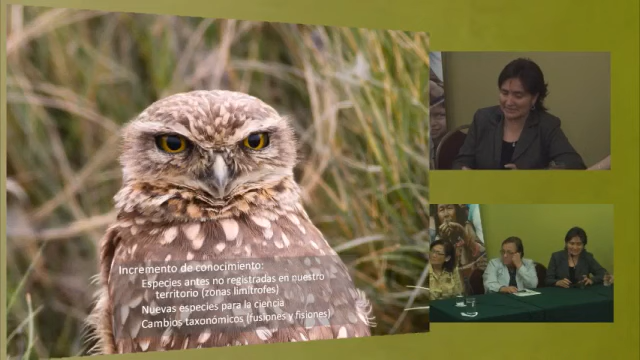 Incremento de conocimiento:
Especies antes no registradas en nuestro
territorio (zonas limítrofes)
Nuevas especies para la ciencia
Cambios taxonómicos (fusiones y fisiones)